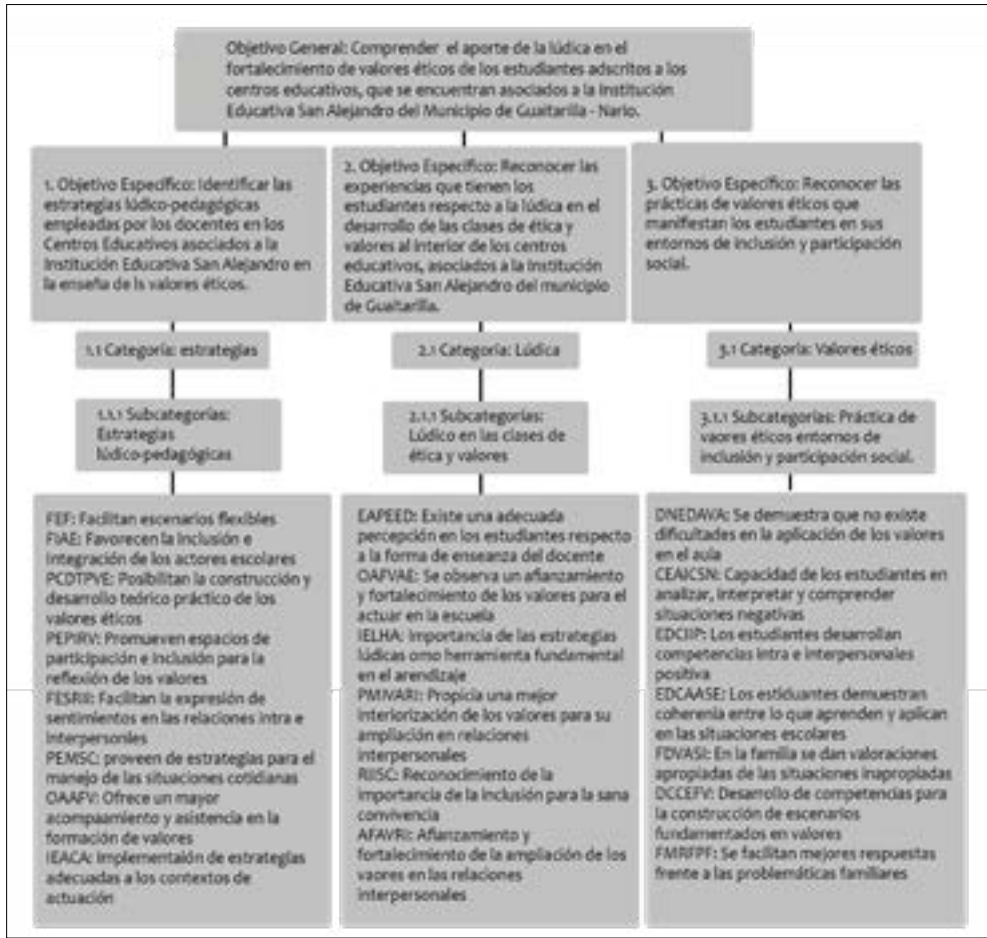 Objetivo General: Comprender el aporte de la lúdica en el
fortalecimiento de valores éticos de los estudiantes adscritos a los
centros educativos, que se encuentran asociados a la Institución
Educativa San Alejandro del Municipio de Guaitarilla - Nario.
1. Objetivo Específico: Identificar las
estrategias lúdico-pedagógicas
empleadas por los docentes en los
Centros Educativos asociados a la
Institución Educativa San Alejandro en
la enseña de ls valores éticos.
2. Objetivo Específico: Reconocer las
experiencias que tienen los
estudiantes respecto a la lúdica en el
desarrollo de las clases de ética y
valores al interior de los centros
educativos, asociados a la Institución
Educativa San Alejandro del municipio
de Guaitarilla.
3. Objetivo Específico: Reconocer las
prácticas de valores éticos que
manifiestan los estudiantes en sus
entornos de inclusión y participación
social.
1.1 Categoría: estrategias
2.1 Categoría: Lúdica
3.1 Categoría: Valores éticos
1.1.1 Subcategorías:
Estrategias
lúdico-pedagógicas
2.1.1 Subcategorías:
Lúdico en las clases de
ética y valores
3.1.1 Subcategorías: Práctica de
vaores éticos entornos de
inclusión y participación social.
FEF: Facilitan escenarios flexibles
FIAE: Favorecen la inclusión e
integración de los actores escolares
PCDTPVE: Posibilitan la construcción y
desarrollo teórico práctico de los
valores éticos
PEPIRV: Promueven espacios de
participación e inclusión para la
reflexión de los valores
FESRII: Facilitan la expresión de
sentimientos en las relaciones intra e
interpersonles
PEMSC: proveen de estrategias para el
manejo de las situaciones cotidianas
OAAFV: Ofrece un mayor
acompaamiento y asistencia en la
formación de valores
IEACA: Implementaión de estrategias
adecuadas a los contextos de
actuación
EAPEED: Existe una adecuada
percepción en los estudiantes respecto
a la forma de enseanza del docente
OAFVAE: Se observa un afianzamiento
y fortalecimiento de los valores para el
actuar en la escuela
IELHA: Importancia de las estrategias
lúdicas omo herramienta fundamental
en el arendizaje
PMIVARI: Propicia una mejor
interiorización de los valores para su
ampliación en relaciones
interpersonales
RIISC: Reconocimiento de la
importancia de la inclusión para la sana
convivencia
AFAVRI: Afianzamiento y
fortalecimiento de la ampliación de los
vaores en las relaciones
interpersonales
DNEDAVA: Se demuestra que no existe
dificultades en la aplicación de los valores
en el aula
CEAICSN: Capacidad de los estudiantes en
analizar, interpretar y comprender
situaciones negativas
EDCIIP: Los estudiantes desarrollan
competencias intra e interpersonales
positiva
EDCAASE: Los estiduantes demuestran
coherenia entre lo que aprenden y aplican
en las situaciones escolares
FDVASI: En la familia se dan valoraciones
apropiadas de las situaciones inapropiadas
DCCEFV: Desarrollo de competencias para
la construcción de escenarios
fundamentados en valores
FMRFPF: Se facilitan mejores respuestas
frente a las problemáticas familiares